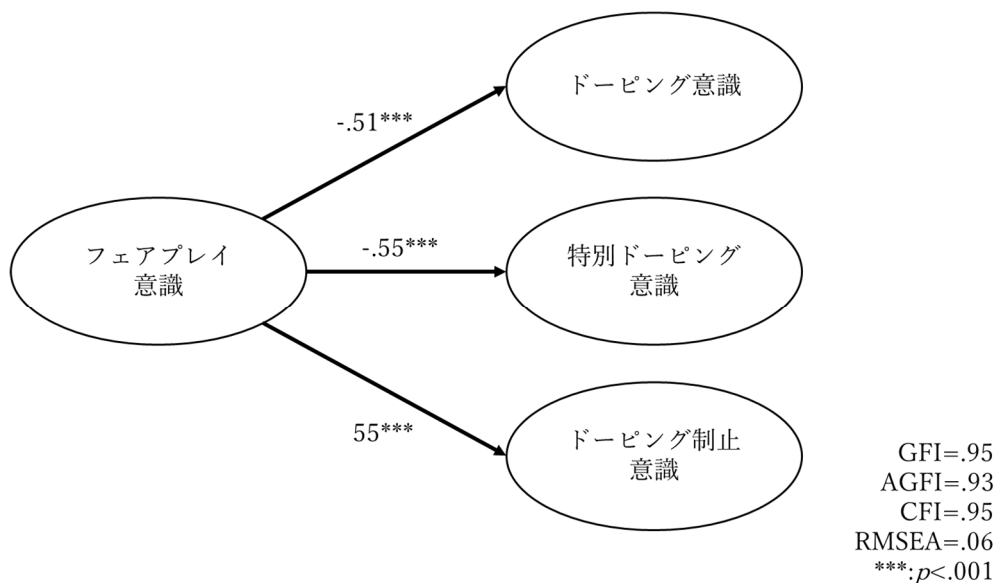 ドーピング意識
-.51***
フェアプレイ
意識
-.55***
特別ドーピング
意識
55***
ドーピング制止
意識
GFI=.95
AGFI=.93
CFI=.95
RMSEA=.06
***:p<.001